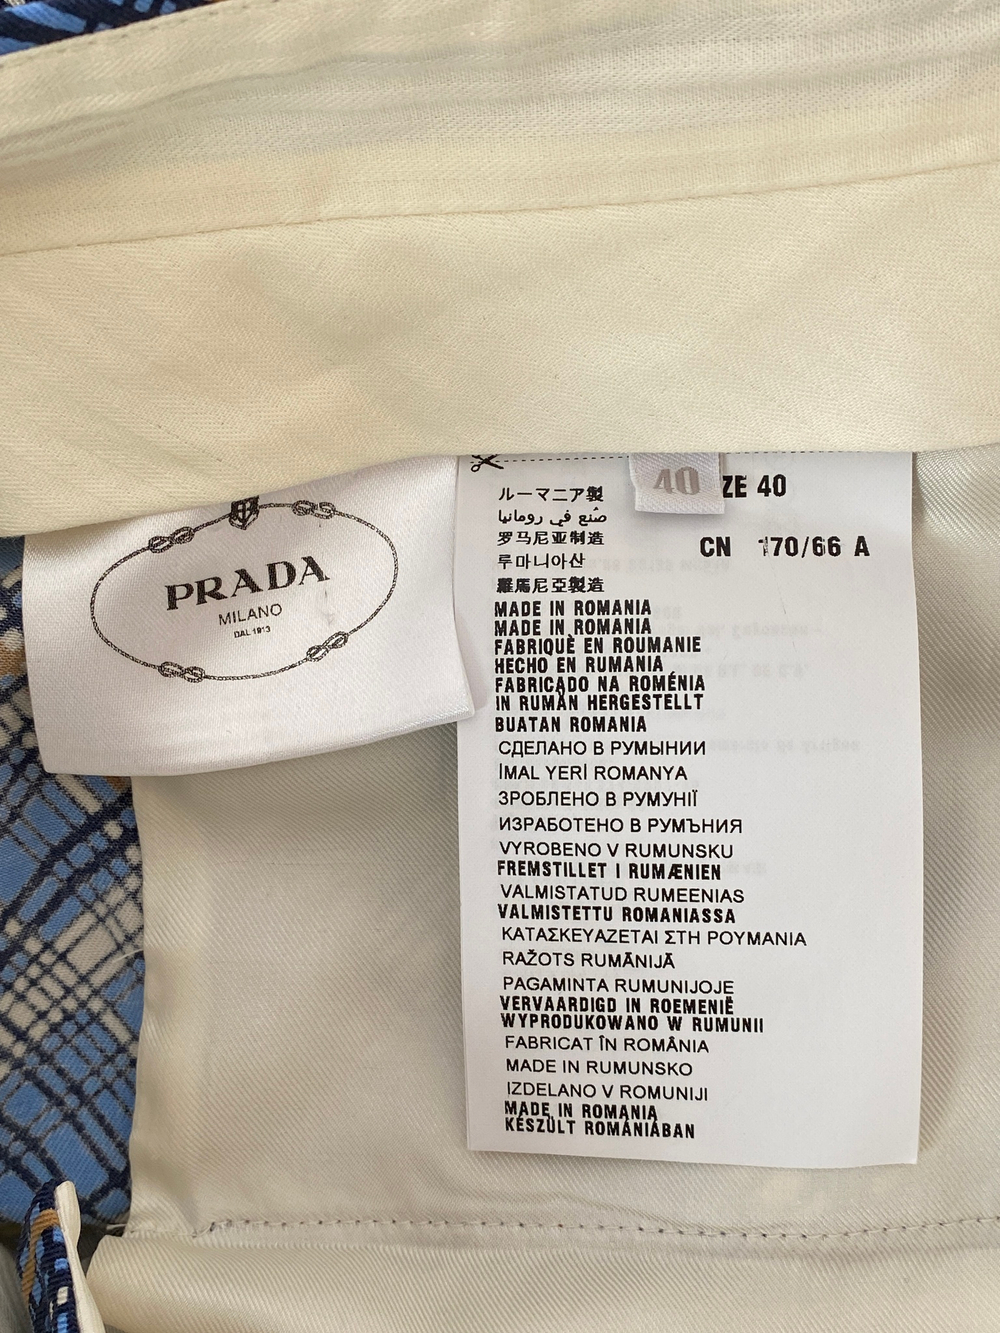 PRADA
MILANO
DAL 1913
40
ZE 40
CN 170/66 A
ルーマニア製
صُنع في رومانيا
罗马尼亚制造
루마니아산
羅馬尼亞製造
MADE IN ROMANIA
MADE IN ROMANIA
FABRIQUÈ EN ROUMANIE
HECHO EN RUMANIA
FABRICADO NA ROMÉNIA
IN RUMÄN HERGESTELLT
BUATAN ROMANIA
СДЕЛАНО В РУМЫНИИ
İMAL YERİ ROMANYA
ЗРОБЛЕНО В РУМУНІЇ
ИЗРАБОТЕНО В РУМЪНИЯ
VYROBENO V RUMUNSKU
FREMSTILLET I RUMÆNIEN
VALMISTATUD RUMEENIAS
VALMISTETTU ROMANIASSA
ΚΑΤΑΣΚΕΥΑΖΕΤΑΙ ΣΤΗ ΡΟΥΜΑΝΙΑ
RAŽOTS RUMĀNIJĀ
PAGAMINTA RUMUNIJOJE
VERVAARDIGD IN ROEMENIË
WYPRODUKOWANO W RUMUNII
FABRICAT ÎN ROMÂNIA
MADE IN RUMUNSKO
IZDELANO V ROMUNIJI
MADE IN ROMANIA
KÉSZÜLT ROMÁNIÁBAN